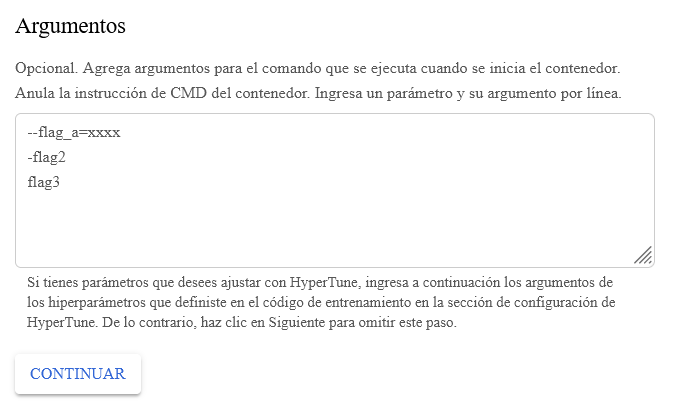 Argumentos
Opcional. Agrega argumentos para el comando que se ejecuta cuando se inicia el contenedor.
Anula la instrucción de CMD del contenedor. Ingresa un parámetro y su argumento por línea.
--flag_a=xxxx
-flag2
flag3
Si tienes parámetros que desees ajustar con HyperTune, ingresa a continuación los argumentos de
los hiperparámetros que definiste en el código de entrenamiento en la sección de configuración de
HyperTune. De lo contrario, haz clic en Siguiente para omitir este paso.
CONTINUAR